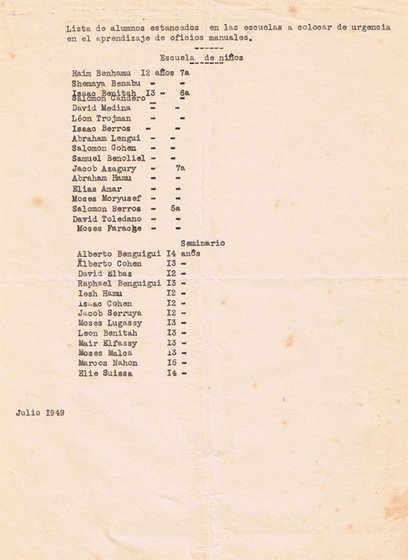 Lista de alumnos estancados en las escuelas a colocar de urgencia
en el aprendizaje de oficios manuales.
------
Escuela de niños
Haim Benhamu I2 años 7a
Shemaya Benabu - -
Isaac Benitah I3 - 6a
Salomon Gandero - -
David Medina - -
Léon Trojman - -
Isaac Berros - -
Abraham Lengui - -
Salomon Cohen - -
Samuel Benoliel - -
Jacob Azagury - 7a
Abraham Hamu - -
Elias Amar - -
Moses Moryusef - -
Salomon Berros - 5a
David Toledano - -
Moses Farache - -
Seminario
Alberto Benguigui I4 anôs
Alberto Cohen I3 -
David Elbaz I2 -
Raphael Benguigui I3 -
Iesh Hamu I2 -
Isaac Cohen I2 -
Jacob Serruya I2 -
Moses Lugassy I3 -
Leon Benitah I3 -
Mair Elfassy I3 -
Moses Malca I3 -
Marcos Nahon I5 -
Elie Suissa I4 -
Julio I949